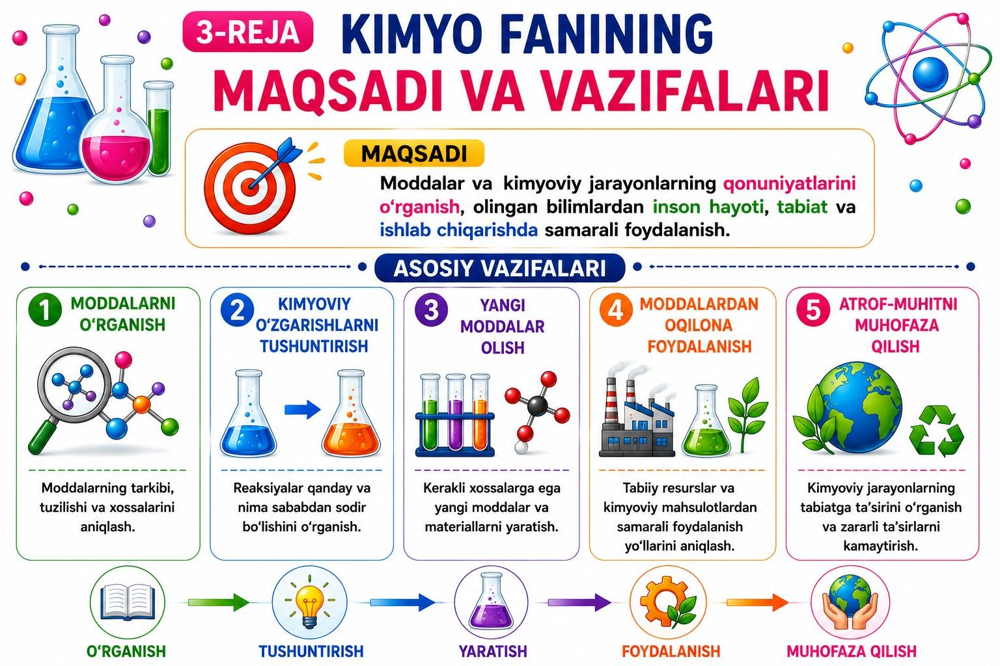 3-REJA
KIMYO FANINING
MAQSADI VA VAZIFALARI
MAQSADI
Moddalar va kimyoviy jarayonlarning qonuniyatlarini
o‘rganish, olingan bilimlardan inson hayoti, tabiat va
ishlab chiqarishda samarali foydalanish.
ASOSIY VAZIFALARI
1
MODDALARNI
O‘RGANISH
Moddalarning tarkibi,
tuzilishi va xossalarini
aniqlash.
2
KIMYOVIY
O‘ZGARISHLARNI
TUSHUNTIRISH
Reaksiyalar qanday va
nima sababdan sodir
bo‘lishini o‘rganish.
3
YANGI
MODDALAR
OLISH
Kerakli xossalarga ega
yangi moddalar va
materiallarni yaratish.
4
MODDALARDAN
OQILONA
FOYDALANISH
Tabiiy resurslar va
kimyoviy mahsulotlardan
samarali foydalanish
yo‘llarini aniqlash.
5
ATROF-MUHITNI
MUHOFAZA
QILISH
Kimyoviy jarayonlarning
tabiatga ta’sirini o‘rganish
va zararli ta’sirlarni
kamaytirish.
O‘RGANISH
TUSHUNTIRISH
YARATISH
FOYDALANISH
MUHOFAZA QILISH